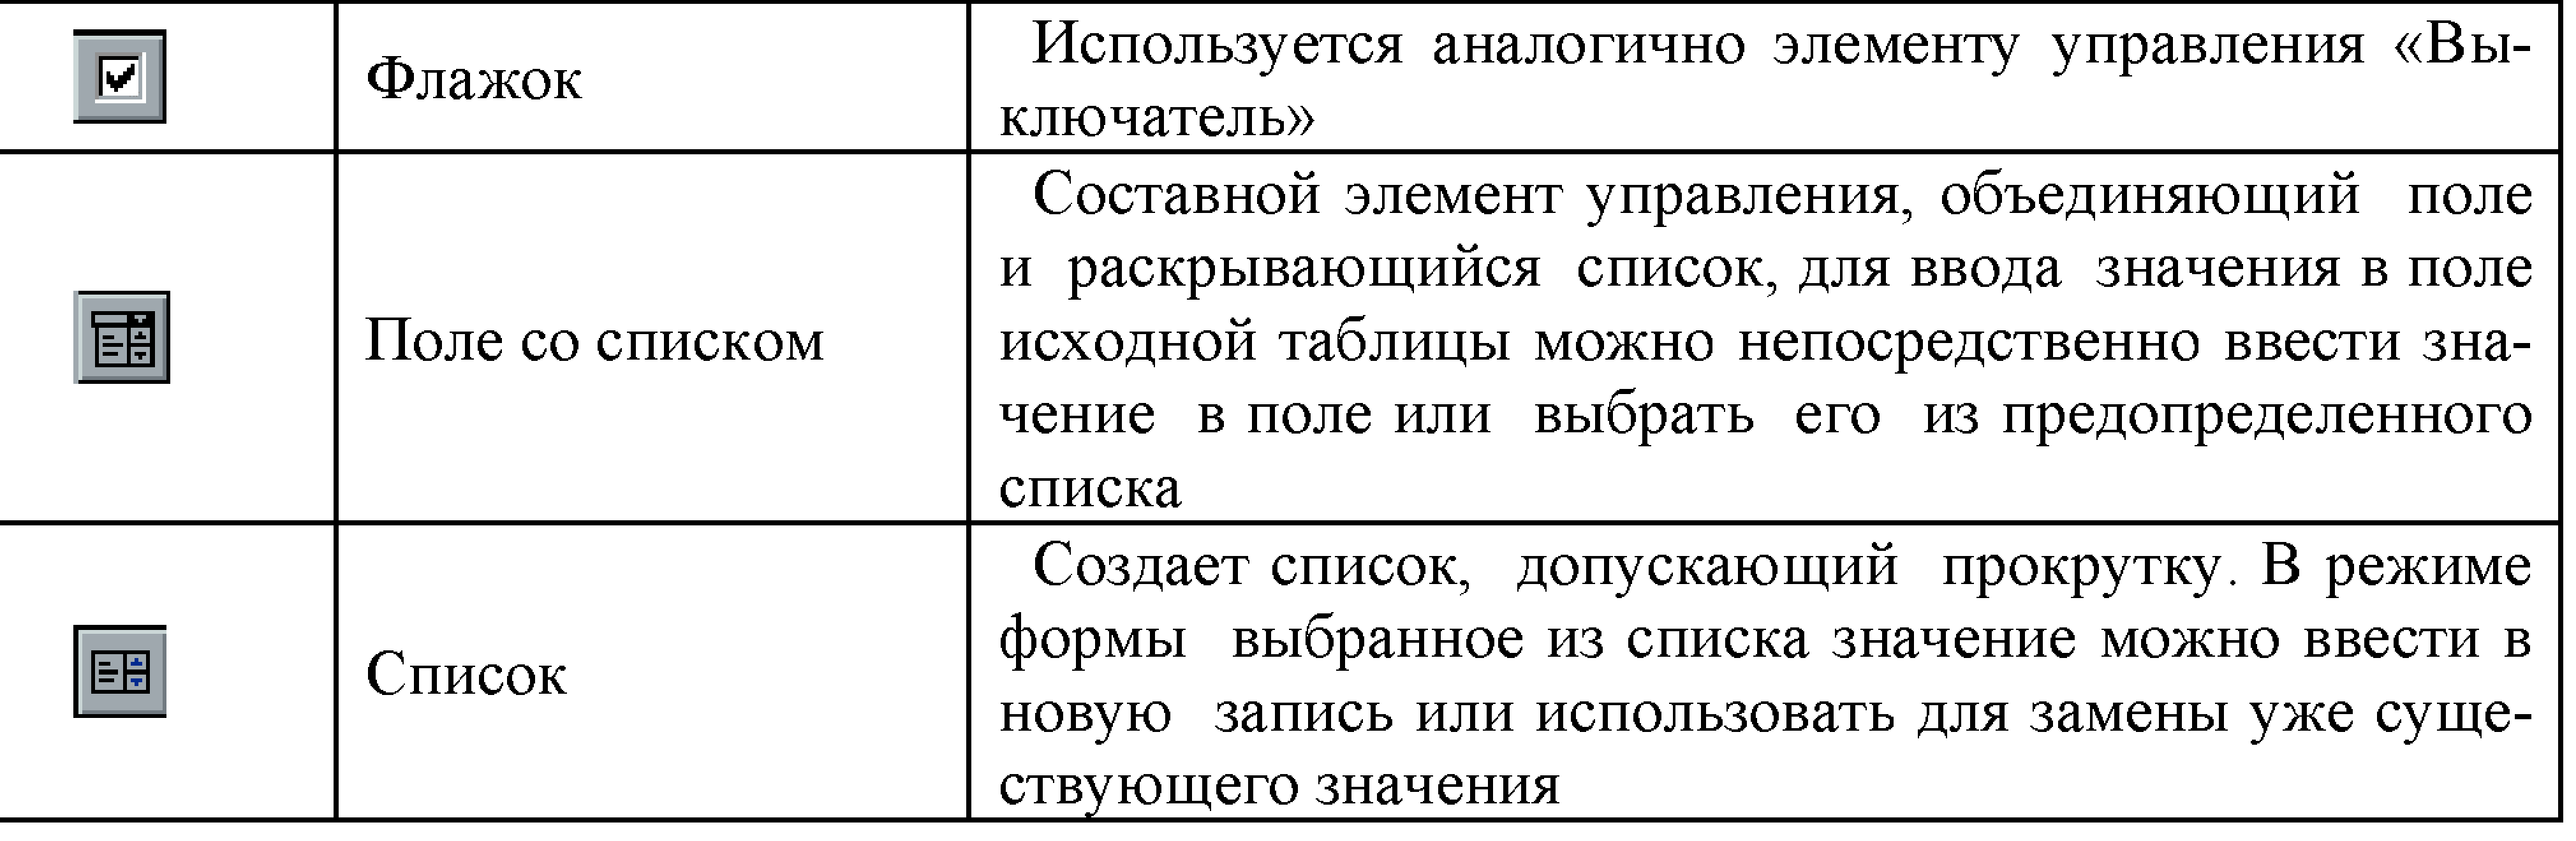 Флажок
Используется аналогично элементу управления «Вы-
ключатель»
Поле со списком
Составной элемент управления, объединяющий поле
и раскрывающийся список, для ввода значения в поле
исходной таблицы можно непосредственно ввести зна-
чение в поле или выбрать его из предопределенного
списка
Список
Создает список, допускающий прокрутку. В режиме
формы выбранное из списка значение можно ввести в
новую запись или использовать для замены уже суще-
ствующего значения